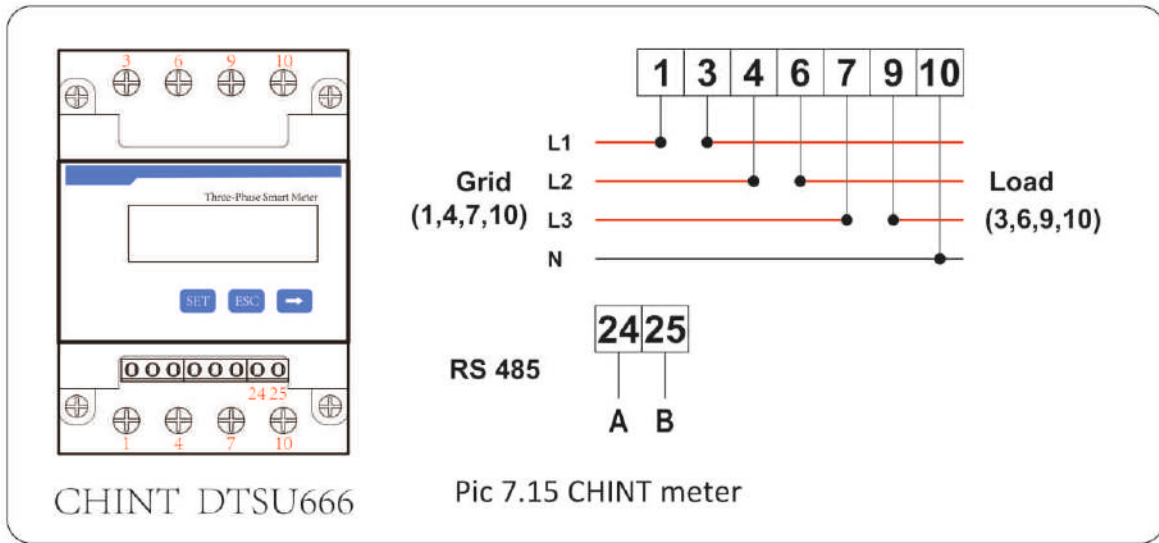 3 6 9 10
Three-Phase Smart Meter
SET ESC
24 25
1 4 7 10
CHINT DTSU666
1 3 4 6 7 9 10
L1
Grid L2 Load
(1,4,7,10) L3 (3,6,9,10)
N
24 25
RS 485
A B
Pic 7.15 CHINT meter